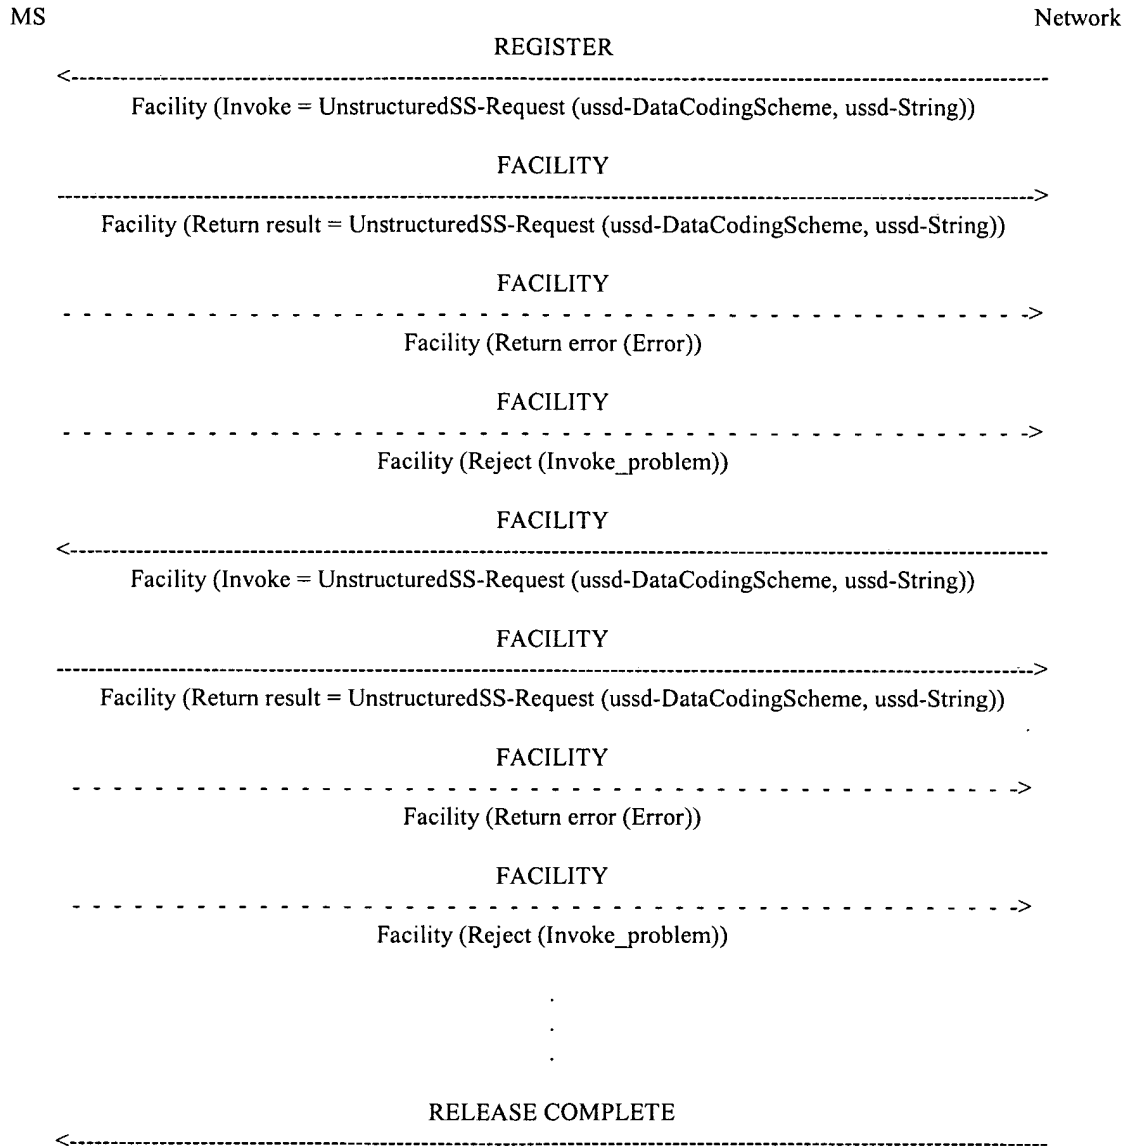 MS Network
REGISTER
Facility (Invoke = UnstructuredSS-Request (ussd-DataCodingScheme, ussd-String))
FACILITY
Facility (Return result = UnstructuredSS-Request (ussd-DataCodingScheme, ussd-String))
FACILITY
Facility (Return error (Error))
FACILITY
Facility (Reject (Invoke_problem))
FACILITY
Facility (Invoke = UnstructuredSS-Request (ussd-DataCodingScheme, ussd-String))
FACILITY
Facility (Return result = UnstructuredSS-Request (ussd-DataCodingScheme, ussd-String))
FACILITY
Facility (Return error (Error))
FACILITY
Facility (Reject (Invoke_problem))
.
.
.
RELEASE COMPLETE